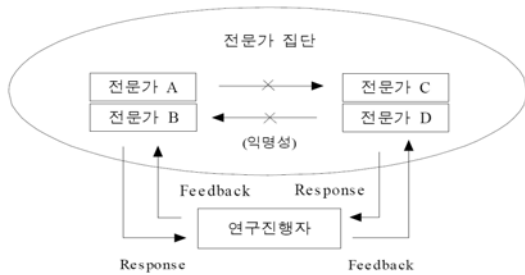 전문가 집단
전문가 A
전문가 C
전문가 B
전문가 D
(익명성)
Feedback
Response
연구진행자
Response
Feedback